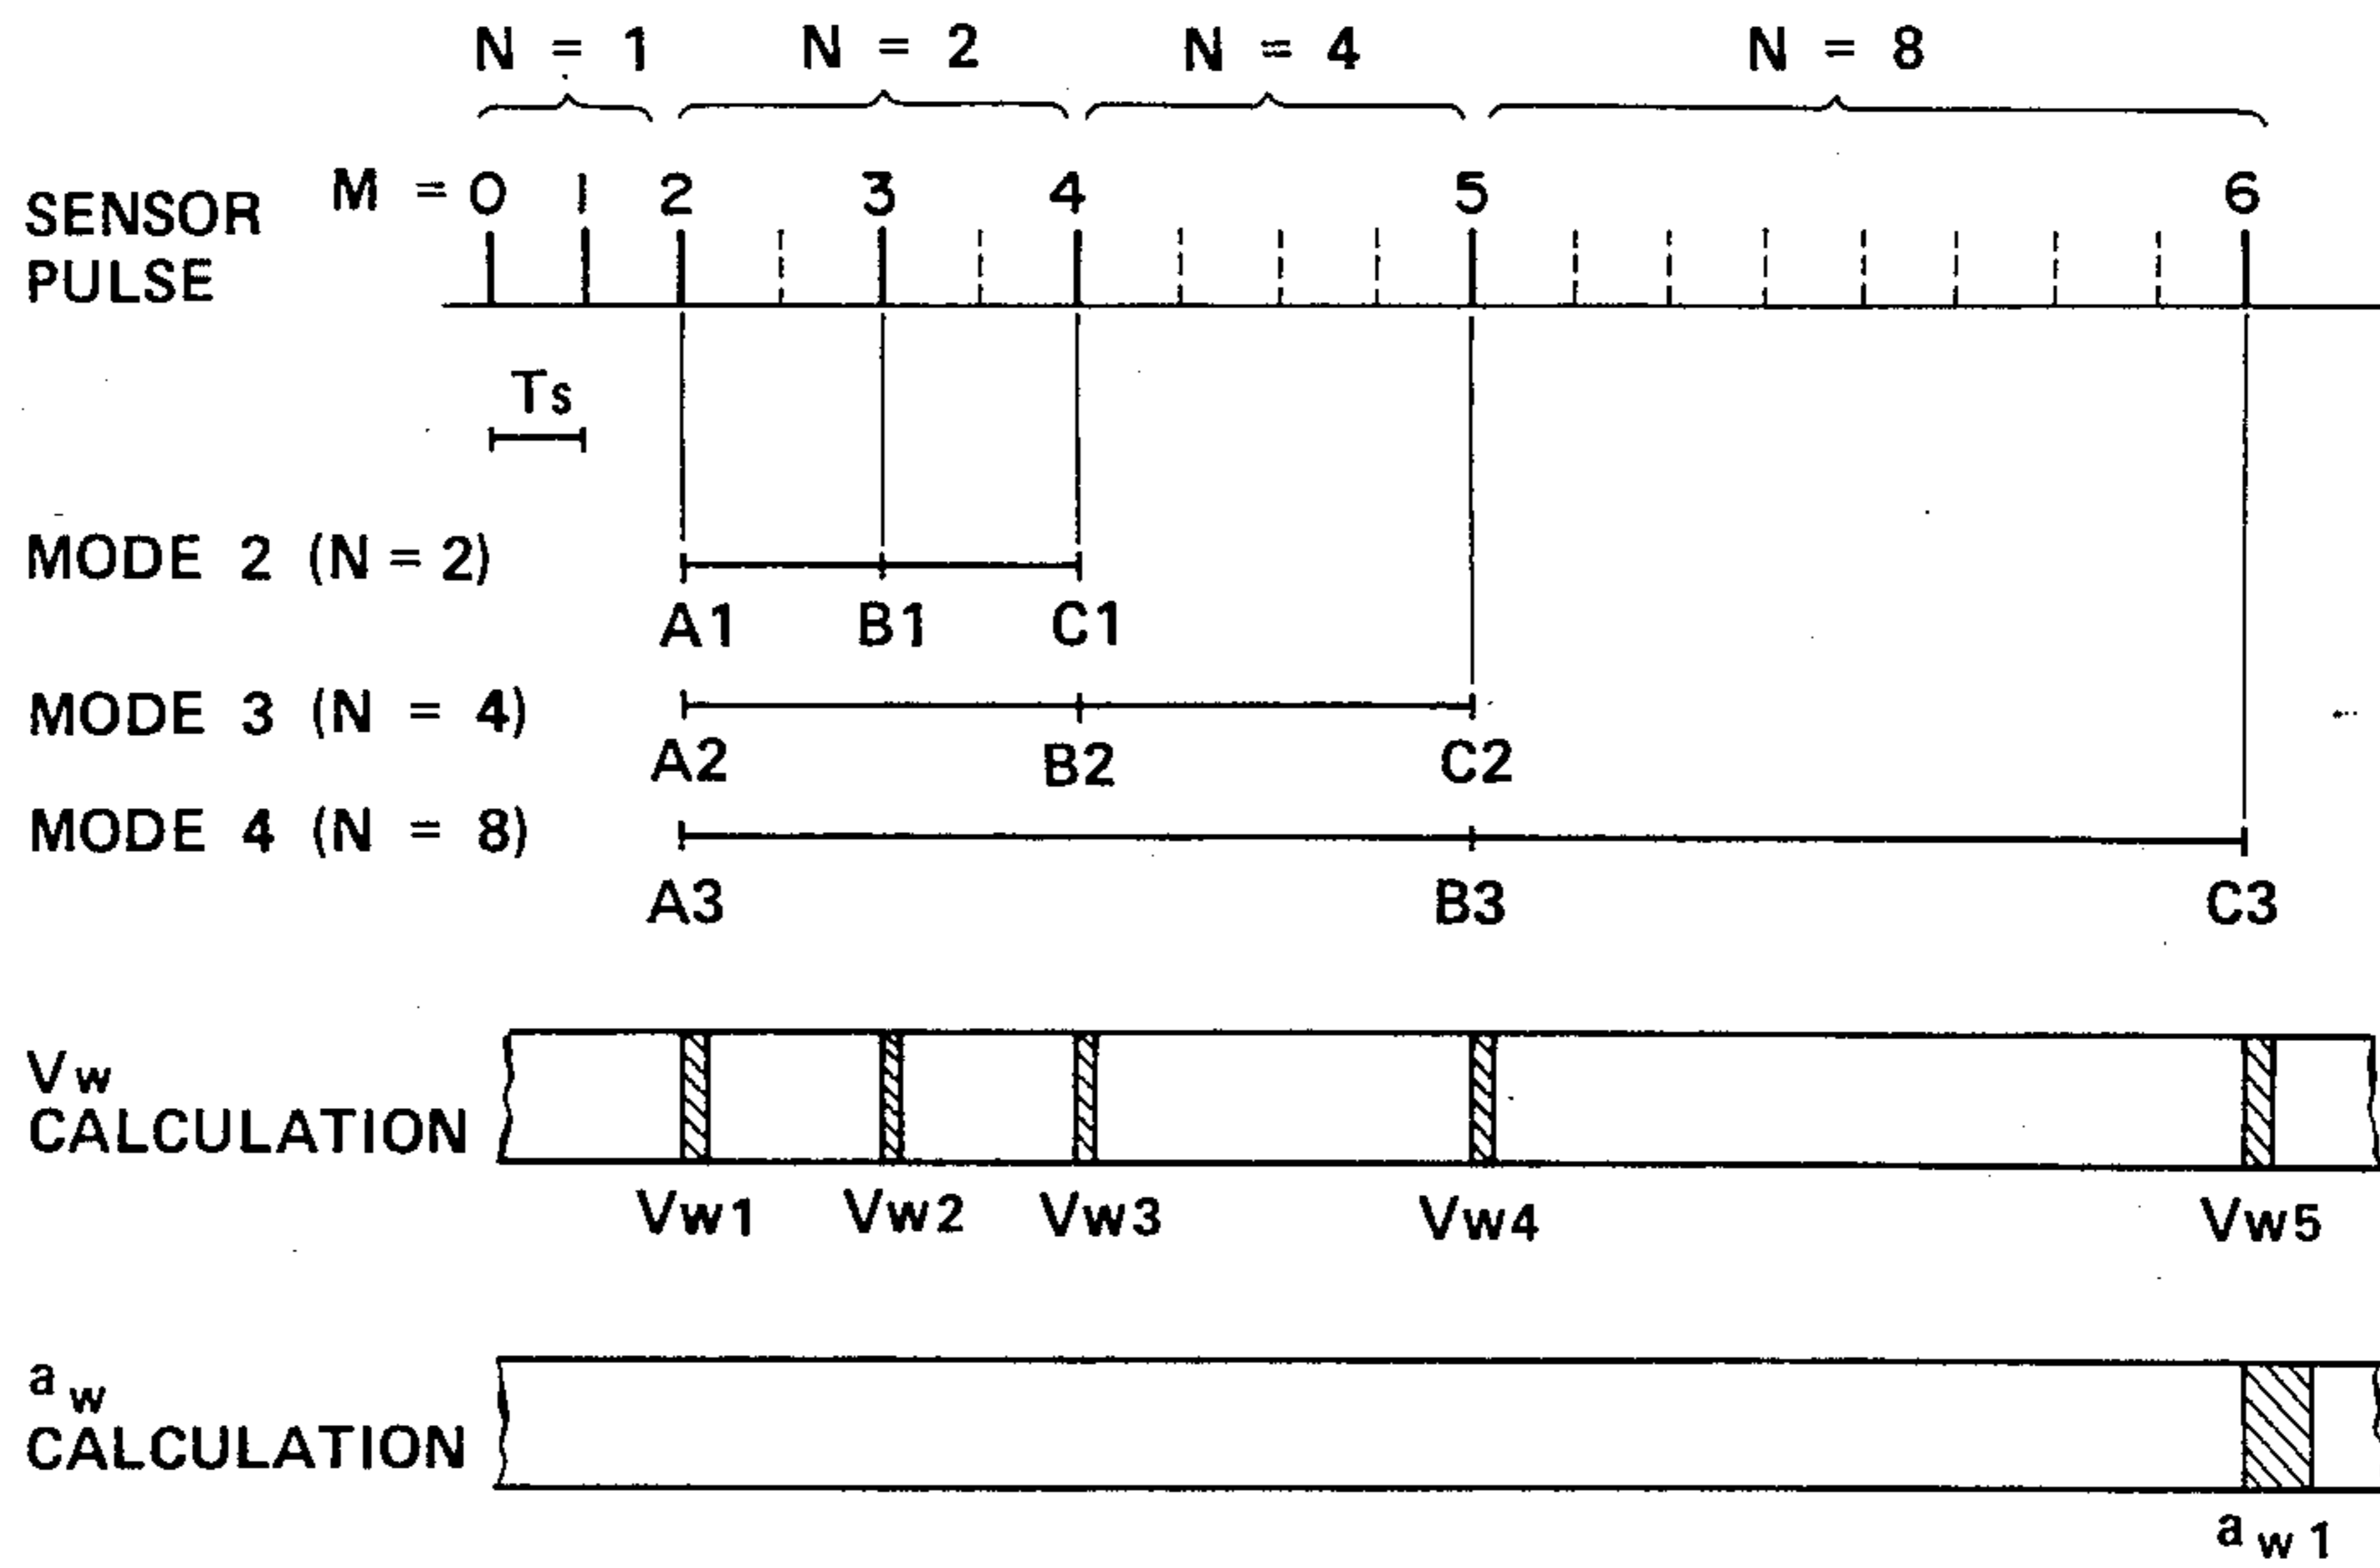 N = 1 N = 2 N = 4 N = 8
M = 0 1 2 3 4 5 6
SENSOR
PULSE
Ts
MODE 2 (N = 2)
A1 B1 C1
MODE 3 (N = 4)
A2 B2 C2
MODE 4 (N = 8)
A3 B3 C3
Vw
CALCULATION
Vw1 Vw2 Vw3 Vw4 Vw5
aw
CALCULATION
aw1